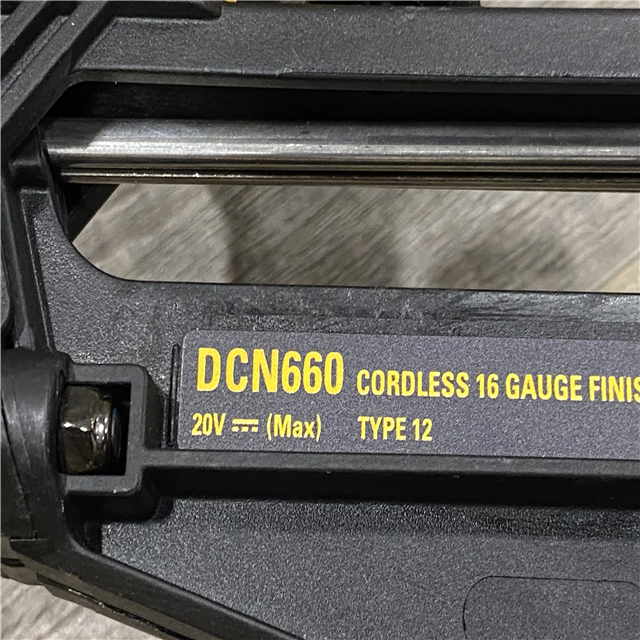 DCN660 CORDLESS 16 GAUGE FINIS
20V ⎓ (Max) TYPE 12